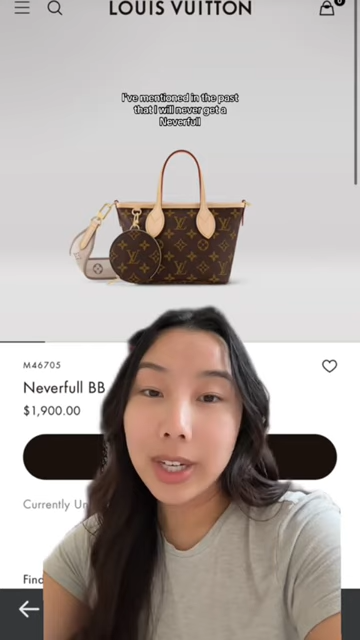 LOUIS VUITTON
I've mentioned in the past
that I will never get a
Neverfull
M46705
Neverfull BB
$1,900.00
Currently Un
Find